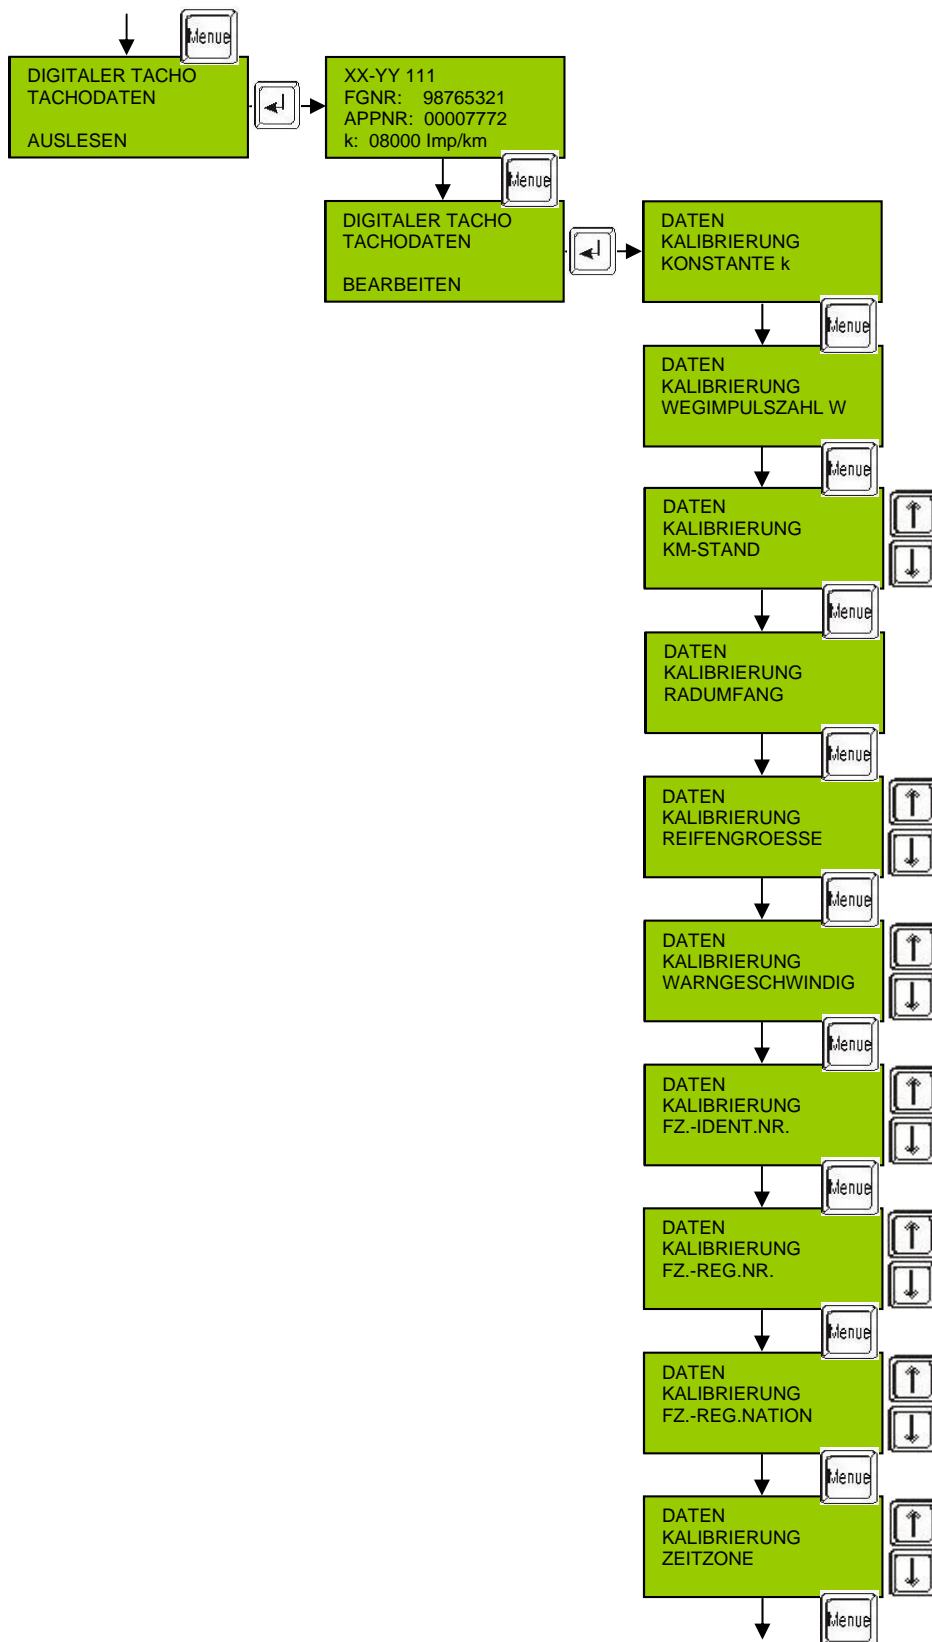 Menue
DIGITALER TACHO
TACHODATEN
AUSLESEN
XX-YY 111
FGNR: 98765321
APPNR: 00007772
k: 08000 Imp/km
Menue
DIGITALER TACHO
TACHODATEN
BEARBEITEN
DATEN
KALIBRIERUNG
KONSTANTE k
Menue
DATEN
KALIBRIERUNG
WEGIMPULSZAHL W
Menue
DATEN
KALIBRIERUNG
KM-STAND
Menue
DATEN
KALIBRIERUNG
RADUMFANG
Menue
DATEN
KALIBRIERUNG
REIFENGROESSE
Menue
DATEN
KALIBRIERUNG
WARNGESCHWINDIG
Menue
DATEN
KALIBRIERUNG
FZ.-IDENT.NR.
Menue
DATEN
KALIBRIERUNG
FZ.-REG.NR.
Menue
DATEN
KALIBRIERUNG
FZ.-REG.NATION
Menue
DATEN
KALIBRIERUNG
ZEITZONE
Menue